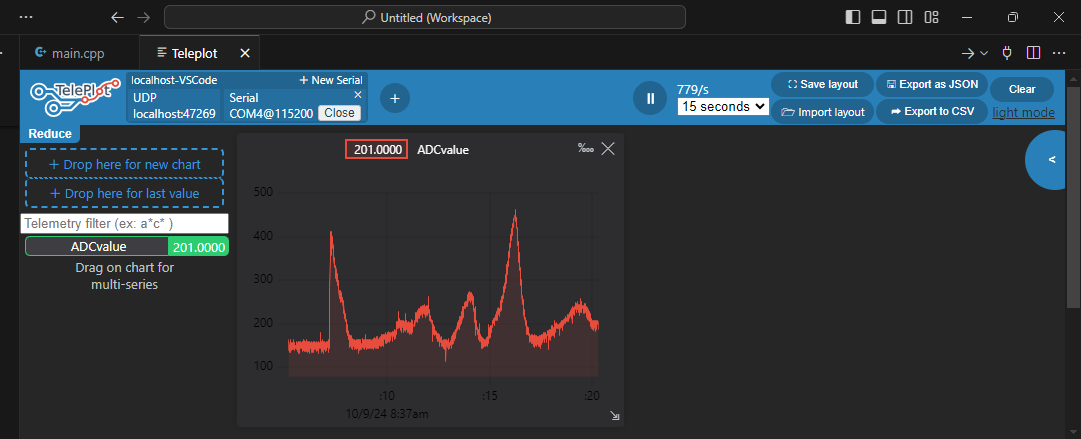 Untitled (Workspace)
main.cpp
Teleplot
TelePlot
localhost-VSCode
+ New Serial
UDP
localhost:47269
Serial
COM4@115200
Close
779/s
15 seconds
Save layout
Export as JSON
Clear
Import layout
Export to CSV
light mode
Reduce
+ Drop here for new chart
+ Drop here for last value
Telemetry filter (ex: a*c* )
ADCvalue 201.0000
Drag on chart for
multi-series
201.0000 ADCvalue
<
500
400
300
200
100
:10 :15 :20
10/9/24 8:37am